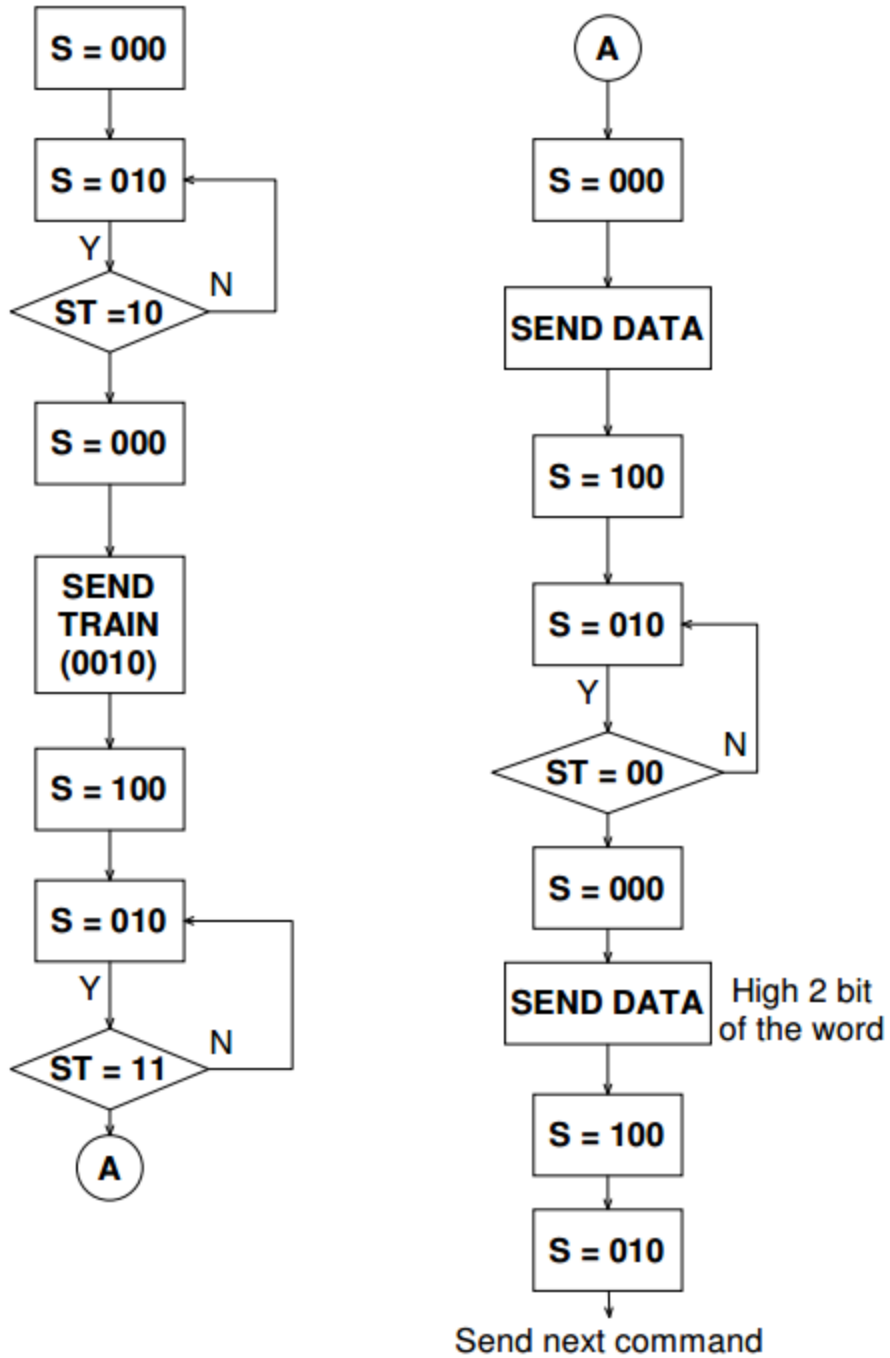 S = 000
S = 010
Y
N
ST =10
S = 000
SEND
TRAIN
(0010)
S = 100
S = 010
Y
N
ST = 11
A
A
S = 000
SEND DATA
S = 100
S = 010
Y
N
ST = 00
S = 000
SEND DATA
High 2 bit
of the word
S = 100
S = 010
Send next command